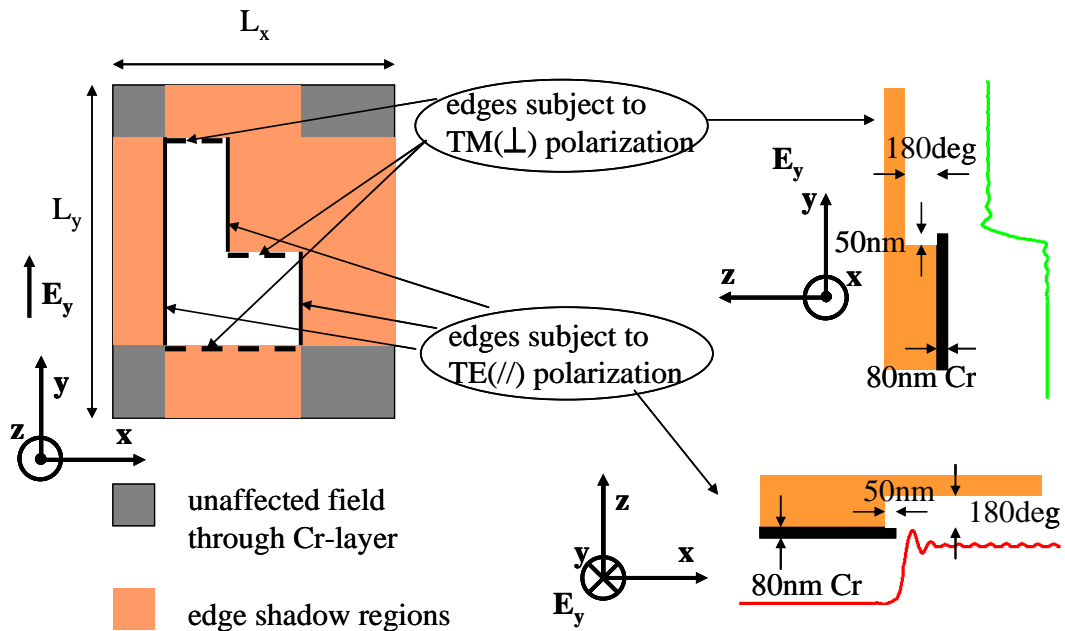 Lx
edges subject to
TM(⊥) polarization
180deg
Ey
y
Ly
50nm
Ey
z
x
edges subject to
TE(//) polarization
80nm Cr
y
z
x
50nm
z
180deg
unaffected field
through Cr-layer
y
x
80nm Cr
Ey
edge shadow regions